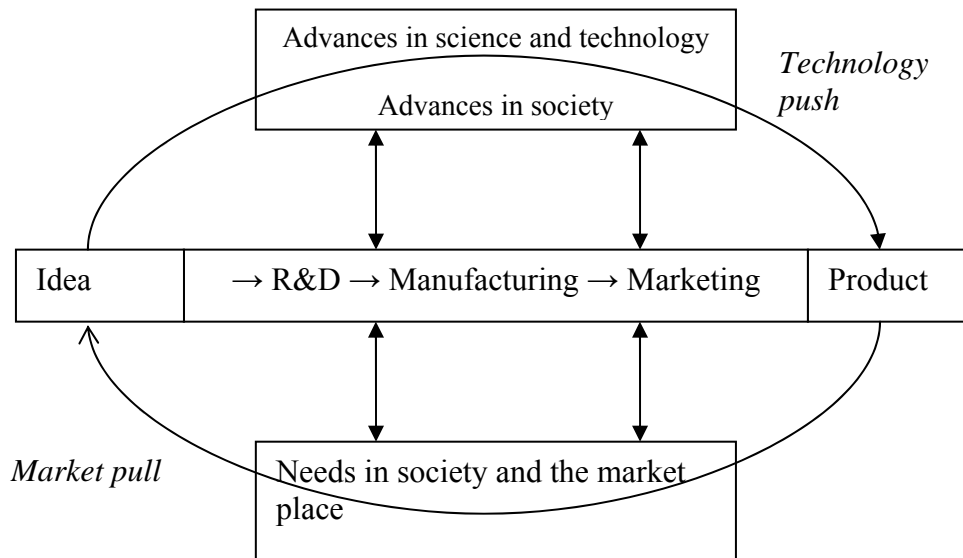 Advances in science and technology
Technology
push
Advances in society
Idea
→ R&D → Manufacturing → Marketing
Product
Market pull
Needs in society and the market
place